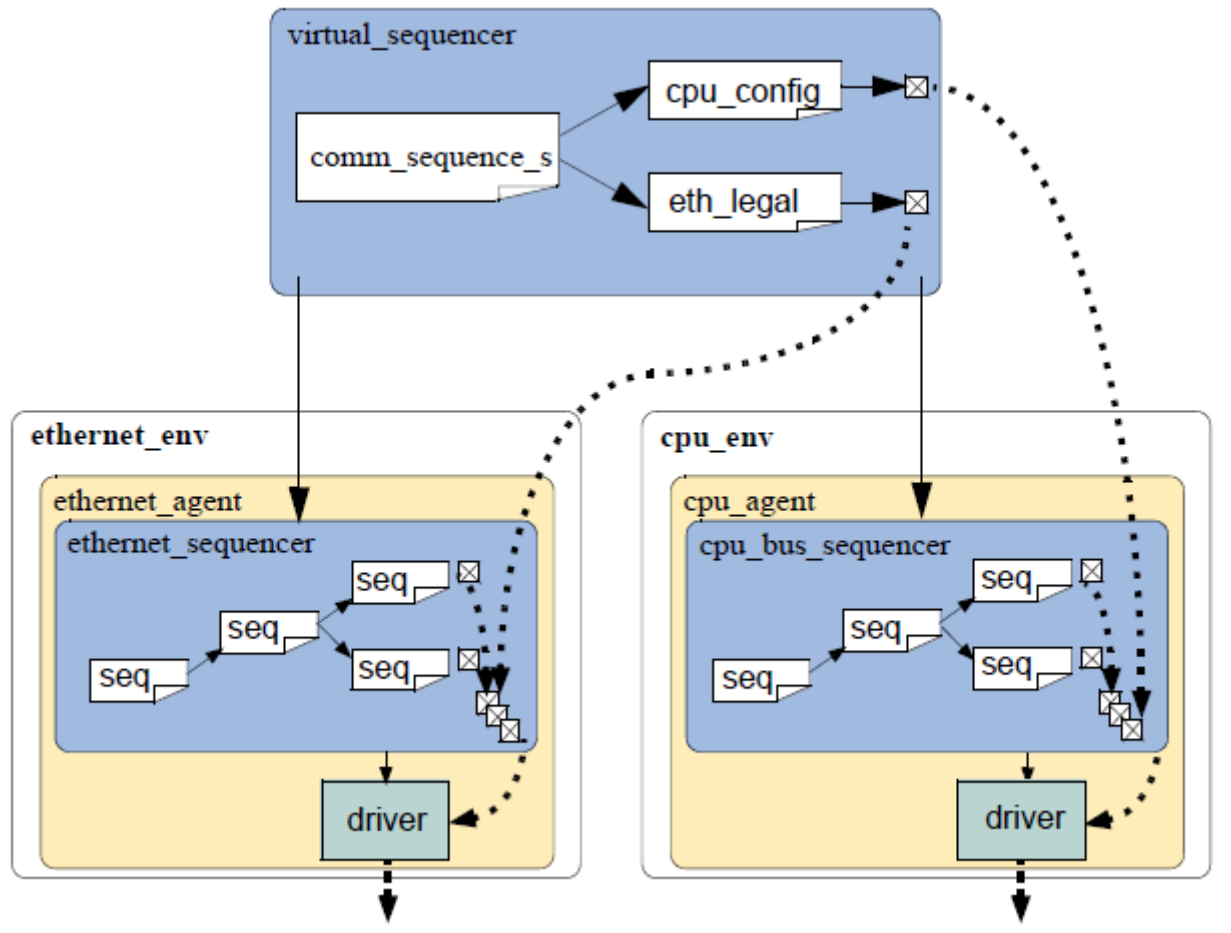 virtual_sequencer
cpu_config
comm_sequence_s
eth_legal
ethernet_env
ethernet_agent
ethernet_sequencer
seq
seq
seq
seq
driver
cpu_env
cpu_agent
cpu_bus_sequencer
seq
seq
seq
seq
driver